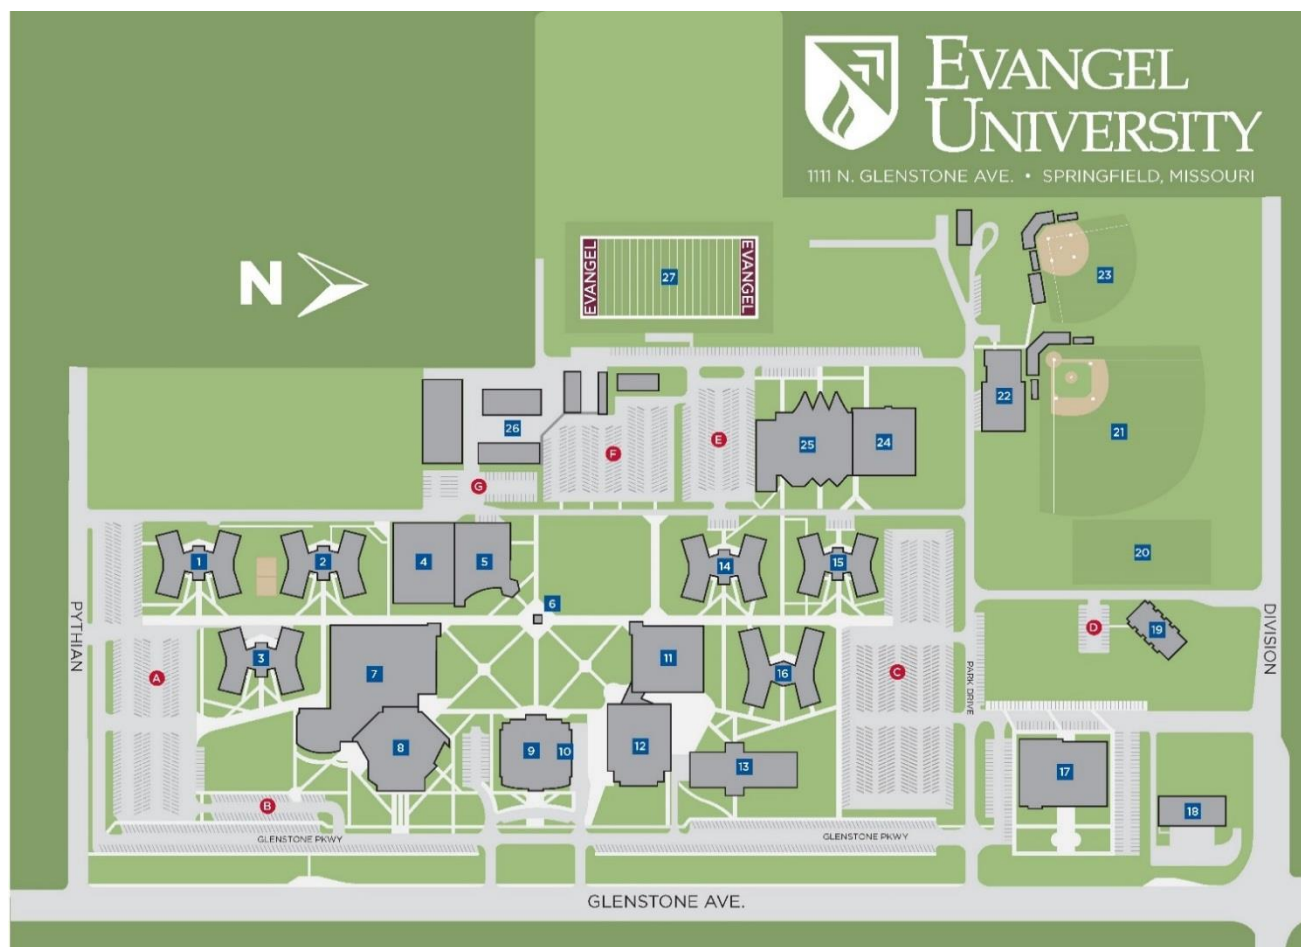 EVANGEL
UNIVERSITY
1111 N. GLENSTONE AVE. • SPRINGFIELD, MISSOURI
N
EVANGEL
27
EVANGEL
23
22
21
26
F
E
25
24
G
1
2
4
5
14
15
20
6
PYTHIAN
DIVISION
3
A
7
11
16
C
PARK DRIVE
D
19
8
9
10
12
13
17
18
B
GLENSTONE PKWY
GLENSTONE PKWY
GLENSTONE AVE.